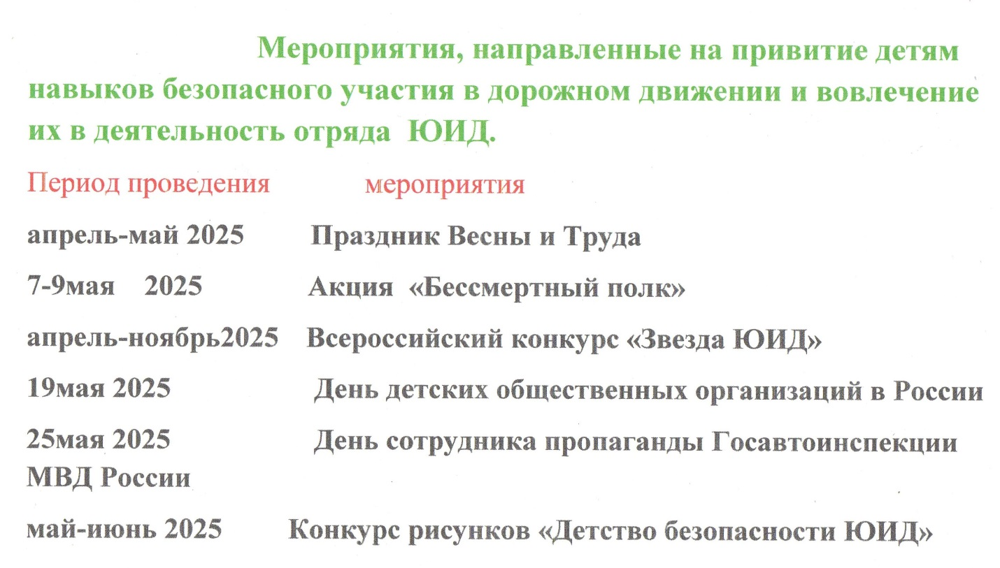 Мероприятия, направленные на привитие детям
навыков безопасного участия в дорожном движении и вовлечение
их в деятельность отряда ЮИД.
Период проведения мероприятия
апрель-май 2025 Праздник Весны и Труда
7-9мая 2025 Акция «Бессмертный полк»
апрель-ноябрь2025 Всероссийский конкурс «Звезда ЮИД»
19мая 2025 День детских общественных организаций в России
25мая 2025 День сотрудника пропаганды Госавтоинспекции
МВД России
май-июнь 2025 Конкурс рисунков «Детство безопасности ЮИД»